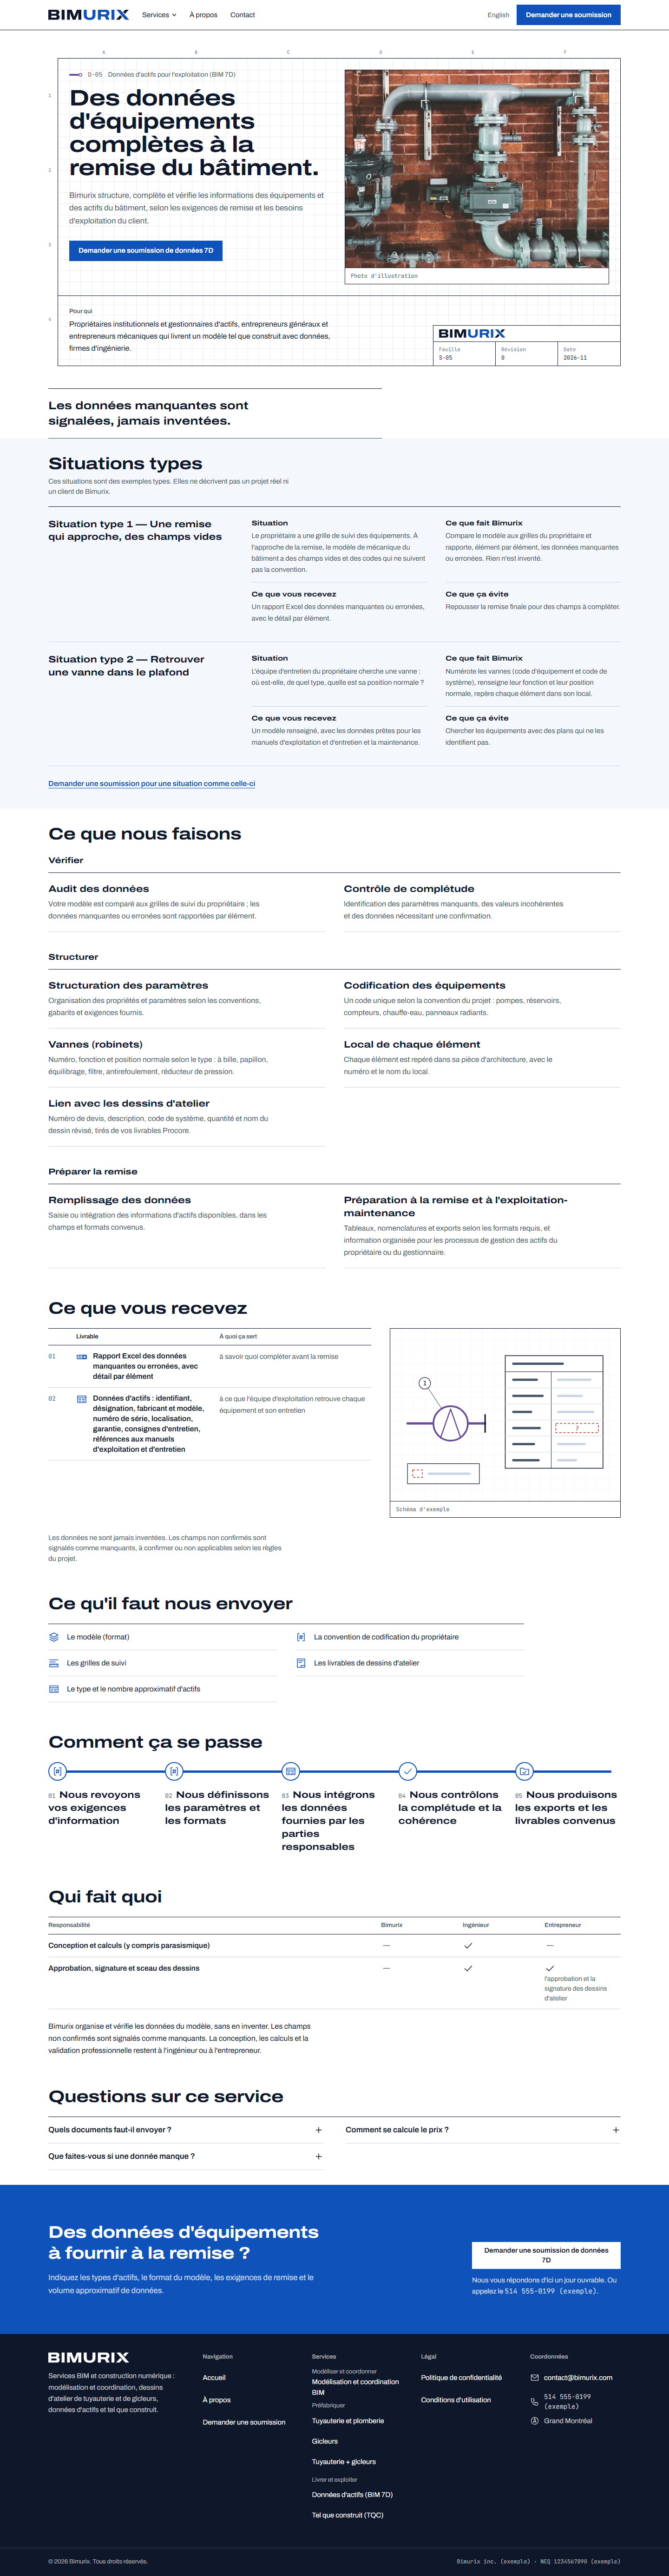 BIMURIX
Services
À propos
Contact
English
Demander une soumission
A B C D E F
1
2
3
4
D-05 Données d'actifs pour l'exploitation (BIM 7D)
Des données
d'équipements
complètes à la
remise du bâtiment.
Bimurix structure, complète et vérifie les informations des équipements et
des actifs du bâtiment, selon les exigences de remise et les besoins
d'exploitation du client.
Demander une soumission de données 7D
Photo d'illustration
Pour qui
Propriétaires institutionnels et gestionnaires d'actifs, entrepreneurs généraux et
entrepreneurs mécaniques qui livrent un modèle tel que construit avec données,
firmes d'ingénierie.
BIMURIX
Feuille
S-05
Révision
0
Date
2026-11
Les données manquantes sont
signalées, jamais inventées.
Situations types
Ces situations sont des exemples types. Elles ne décrivent pas un projet réel ni
un client de Bimurix.
Situation type 1 — Une remise
qui approche, des champs vides
Situation
Le propriétaire a une grille de suivi des équipements. À
l'approche de la remise, le modèle de mécanique du
bâtiment a des champs vides et des codes qui ne suivent
pas la convention.
Ce que fait Bimurix
Compare le modèle aux grilles du propriétaire et
rapporte, élément par élément, les données manquantes
ou erronées. Rien n'est inventé.
Ce que vous recevez
Un rapport Excel des données manquantes ou erronées,
avec le détail par élément.
Ce que ça évite
Repousser la remise finale pour des champs à compléter.
Situation type 2 — Retrouver
une vanne dans le plafond
Situation
L'équipe d'entretien du propriétaire cherche une vanne :
où est-elle, de quel type, quelle est sa position normale ?
Ce que fait Bimurix
Numérote les vannes (code d'équipement et code de
système), renseigne leur fonction et leur position
normale, repère chaque élément dans son local.
Ce que vous recevez
Un modèle renseigné, avec les données prêtes pour les
manuels d'exploitation et d'entretien et la maintenance.
Ce que ça évite
Chercher les équipements avec des plans qui ne les
identifient pas.
Demander une soumission pour une situation comme celle-ci
Ce que nous faisons
Vérifier
Audit des données
Votre modèle est comparé aux grilles de suivi du propriétaire ; les
données manquantes ou erronées sont rapportées par élément.
Contrôle de complétude
Identification des paramètres manquants, des valeurs incohérentes
et des données nécessitant une confirmation.
Structurer
Structuration des paramètres
Organisation des propriétés et paramètres selon les conventions,
gabarits et exigences fournis.
Codification des équipements
Un code unique selon la convention du projet : pompes, réservoirs,
compteurs, chauffe-eau, panneaux radiants.
Vannes (robinets)
Numéro, fonction et position normale selon le type : à bille, papillon,
équilibrage, filtre, antirefoulement, réducteur de pression.
Local de chaque élément
Chaque élément est repéré dans sa pièce d'architecture, avec le
numéro et le nom du local.
Lien avec les dessins d'atelier
Numéro de devis, description, code de système, quantité et nom du
dessin révisé, tirés de vos livrables Procore.
Préparer la remise
Remplissage des données
Saisie ou intégration des informations d'actifs disponibles, dans les
champs et formats convenus.
Préparation à la remise et à l'exploitation-
maintenance
Tableaux, nomenclatures et exports selon les formats requis, et
information organisée pour les processus de gestion des actifs du
propriétaire ou du gestionnaire.
Ce que vous recevez
Livrable
À quoi ça sert
01
Rapport Excel des données
manquantes ou erronées, avec
détail par élément
à savoir quoi compléter avant la remise
02
Données d'actifs : identifiant,
désignation, fabricant et modèle,
numéro de série, localisation,
garantie, consignes d'entretien,
références aux manuels
d'exploitation et d'entretien
à ce que l'équipe d'exploitation retrouve chaque
équipement et son entretien
1
?
Schéma d'exemple
Les données ne sont jamais inventées. Les champs non confirmés sont
signalés comme manquants, à confirmer ou non applicables selon les règles
du projet.
Ce qu'il faut nous envoyer
Le modèle (format)
La convention de codification du propriétaire
Les grilles de suivi
Les livrables de dessins d'atelier
Le type et le nombre approximatif d'actifs
Comment ça se passe
01 Nous revoyons
vos exigences
d'information
02 Nous définissons
les paramètres et
les formats
03 Nous intégrons
les données
fournies par les
parties
responsables
04 Nous contrôlons
la complétude et la
cohérence
05 Nous produisons
les exports et les
livrables convenus
Qui fait quoi
Responsabilité
Bimurix
Ingénieur
Entrepreneur
Conception et calculs (y compris parasismique)
—
—
Approbation, signature et sceau des dessins
—
l'approbation et la
signature des dessins
d'atelier
Bimurix organise et vérifie les données du modèle, sans en inventer. Les champs
non confirmés sont signalés comme manquants. La conception, les calculs et la
validation professionnelle restent à l'ingénieur ou à l'entrepreneur.
Questions sur ce service
Quels documents faut-il envoyer ?
Comment se calcule le prix ?
Que faites-vous si une donnée manque ?
Des données d'équipements
à fournir à la remise ?
Indiquez les types d'actifs, le format du modèle, les exigences de remise et le
volume approximatif de données.
Demander une soumission de données
7D
Nous vous répondons d'ici un jour ouvrable. Ou
appelez le 514 555-0199 (exemple).
BIMURIX
Services BIM et construction numérique :
modélisation et coordination, dessins
d'atelier de tuyauterie et de gicleurs,
données d'actifs et tel que construit.
Navigation
Accueil
À propos
Demander une soumission
Services
Modéliser et coordonner
Modélisation et coordination
BIM
Préfabriquer
Tuyauterie et plomberie
Gicleurs
Tuyauterie + gicleurs
Livrer et exploiter
Données d'actifs (BIM 7D)
Tel que construit (TQC)
Légal
Politique de confidentialité
Conditions d'utilisation
Coordonnées
contact@bimurix.com
514 555-0199
(exemple)
Grand Montréal
© 2026 Bimurix. Tous droits réservés.
Bimurix inc. (exemple) · NEQ 1234567890 (exemple)